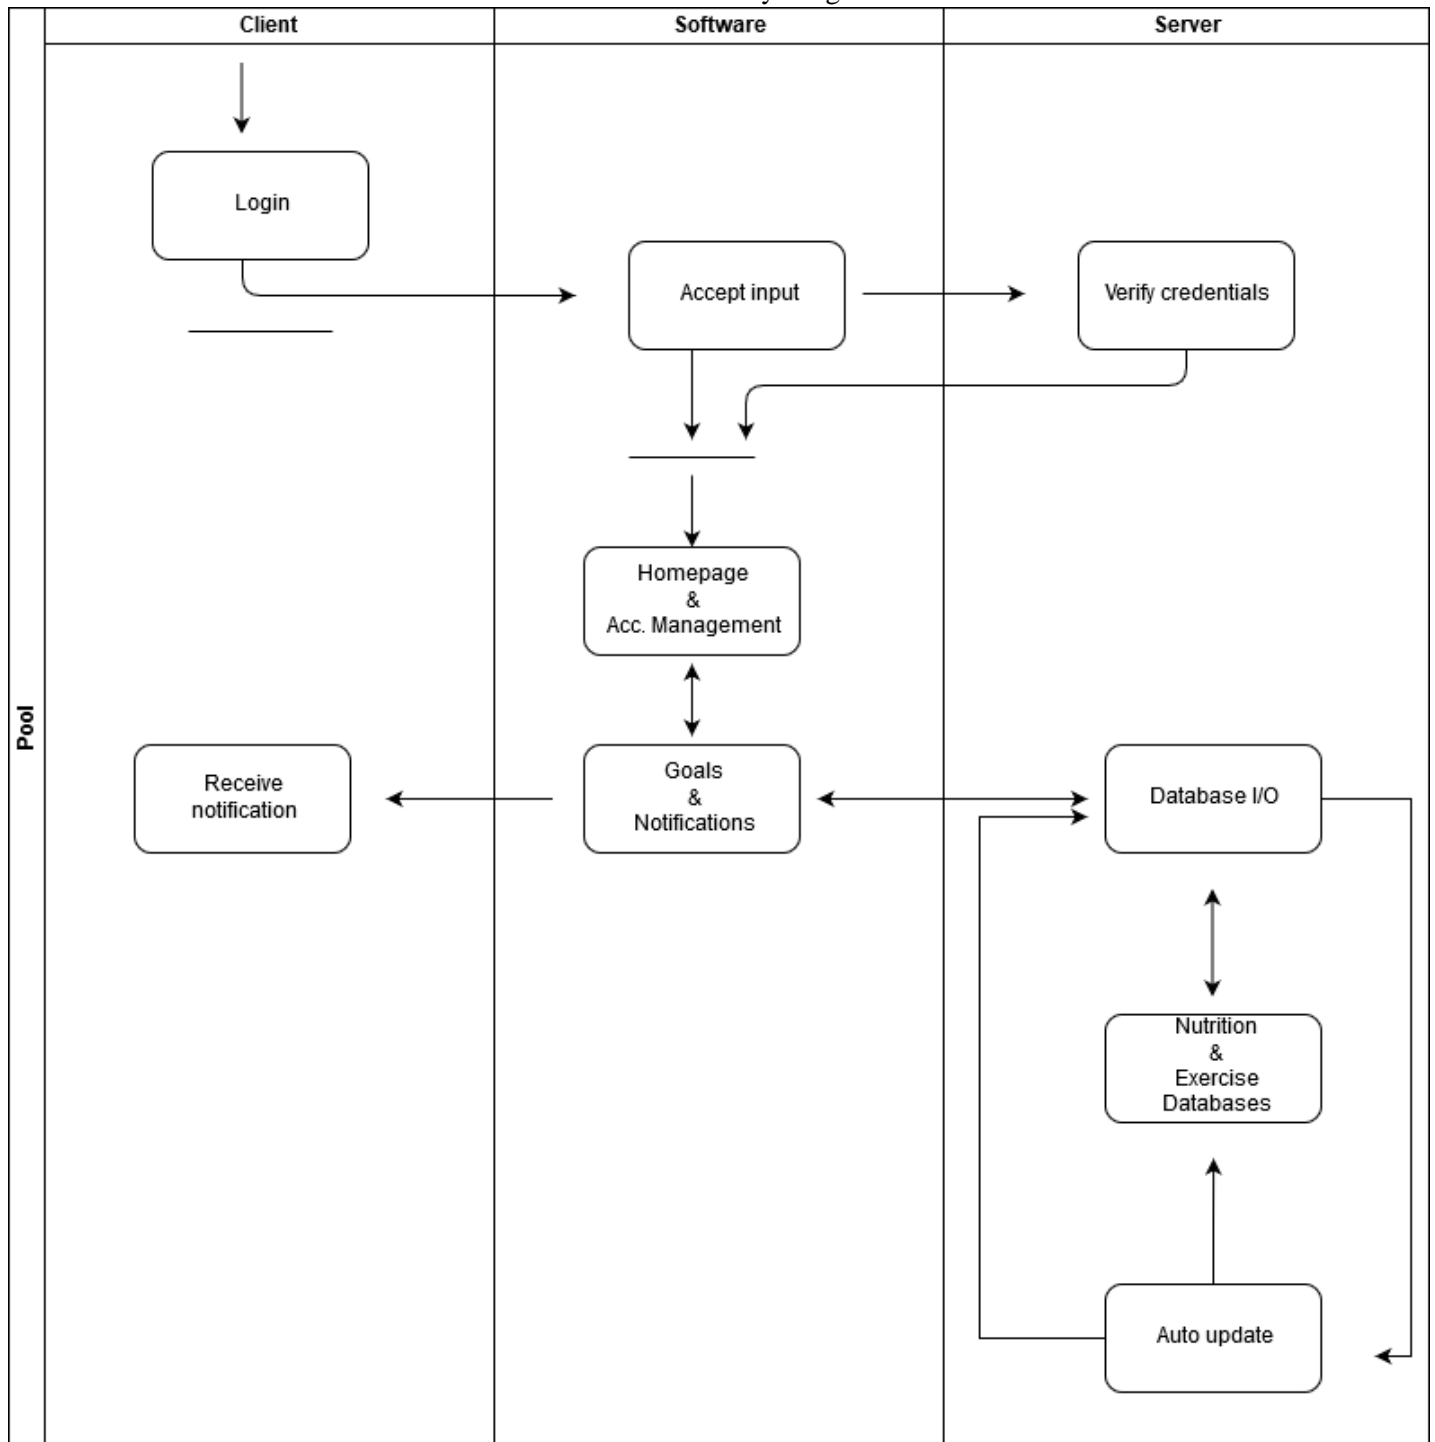 Client
Software
Server
Login
Accept input
Verify credentials
Homepage
&
Acc. Management
Pool
Receive
notification
Goals
&
Notifications
Database I/O
Nutrition
&
Exercise
Databases
Auto update